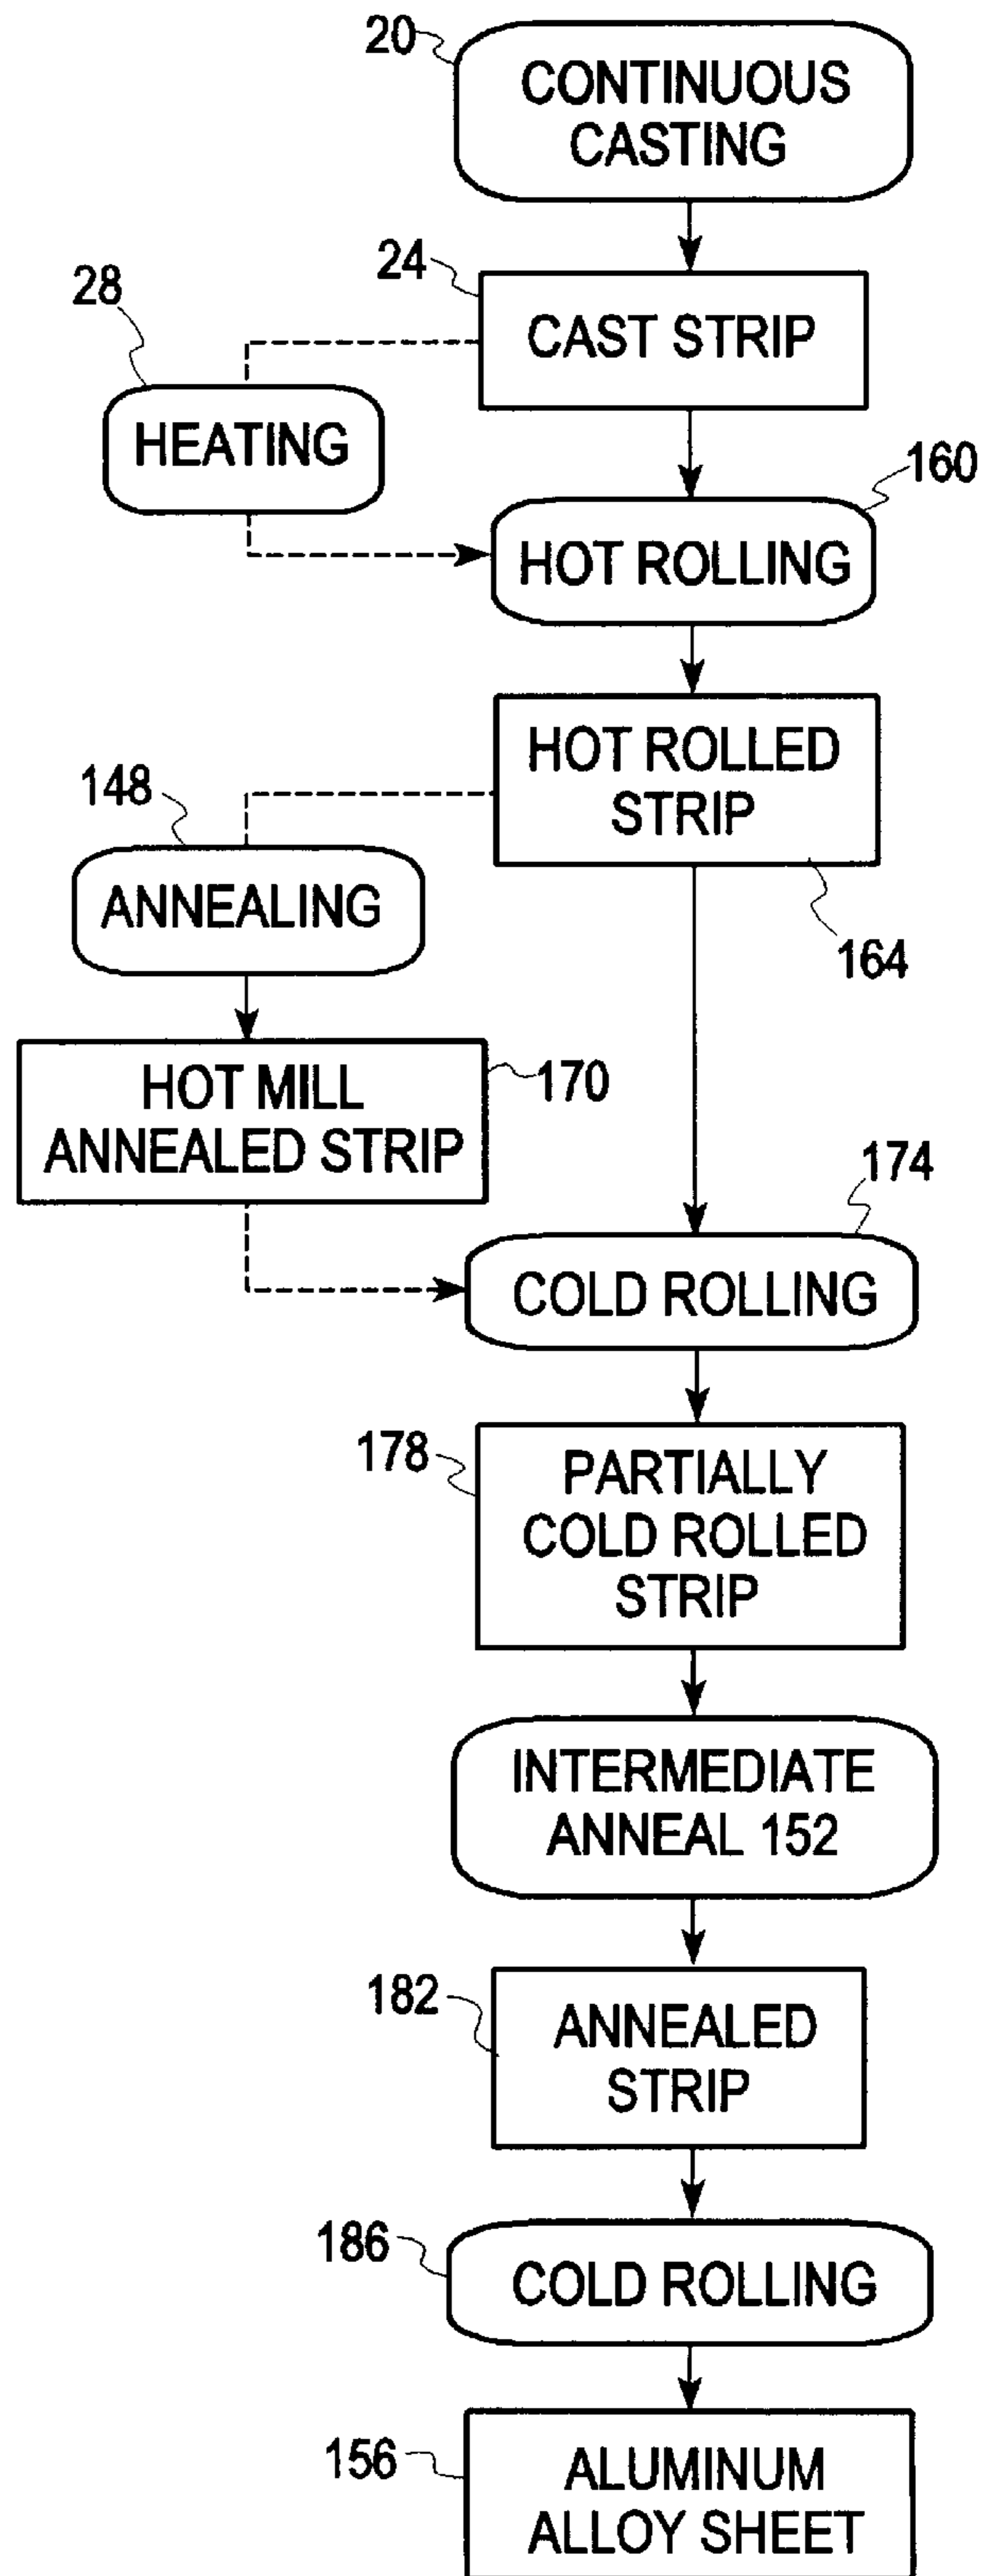 20
CONTINUOUS
CASTING
24
CAST STRIP
28
HEATING
160
HOT ROLLING
HOT ROLLED
STRIP
164
148
ANNEALING
HOT MILL
ANNEALED STRIP
170
174
COLD ROLLING
178
PARTIALLY
COLD ROLLED
STRIP
INTERMEDIATE
ANNEAL 152
182
ANNEALED
STRIP
186
COLD ROLLING
156
ALUMINUM
ALLOY SHEET